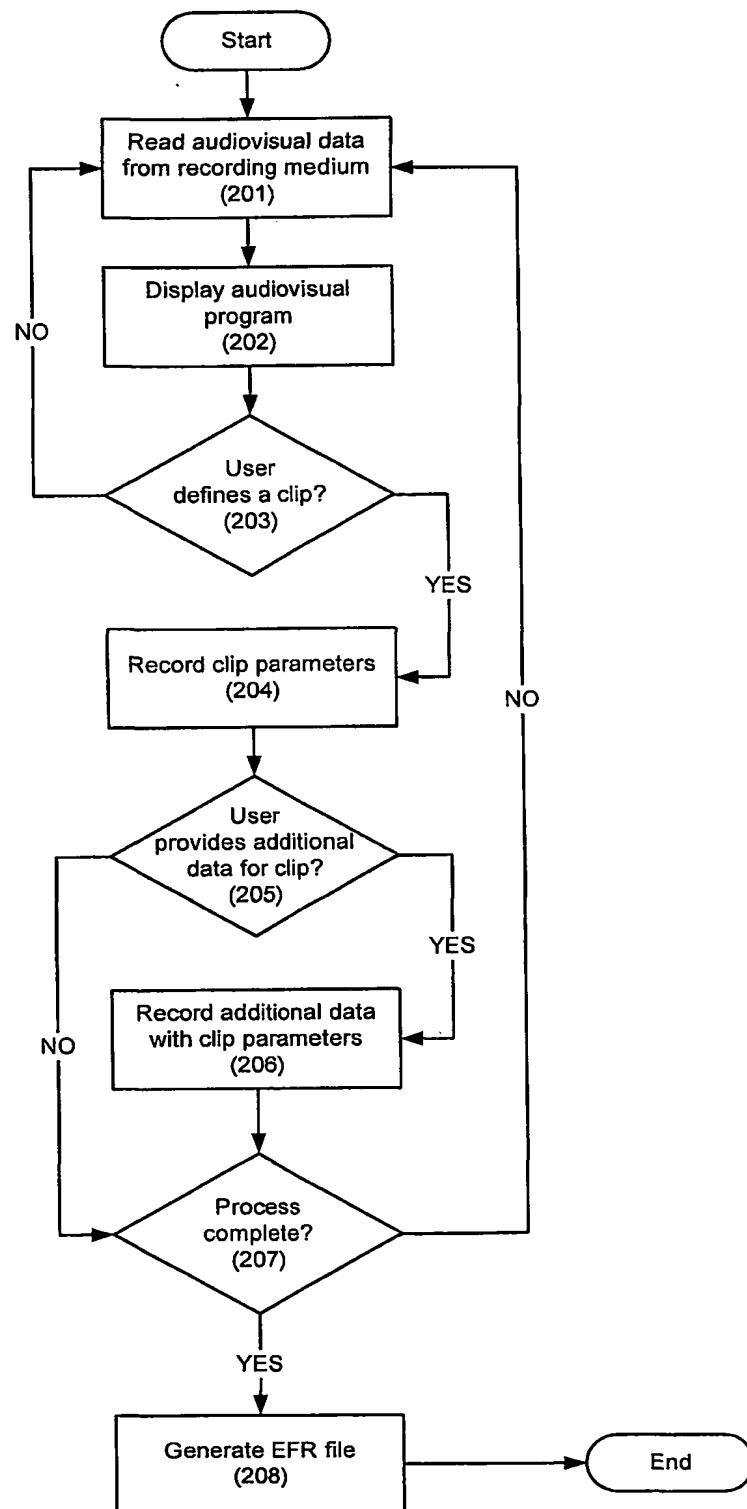 Start
Read audiovisual data
from recording medium
(201)
Display audiovisual
program
(202)
NO
User
defines a clip?
(203)
YES
Record clip parameters
(204)
NO
User
provides additional
data for clip?
(205)
YES
Record additional data
with clip parameters
(206)
NO
Process
complete?
(207)
YES
Generate EFR file
(208)
End